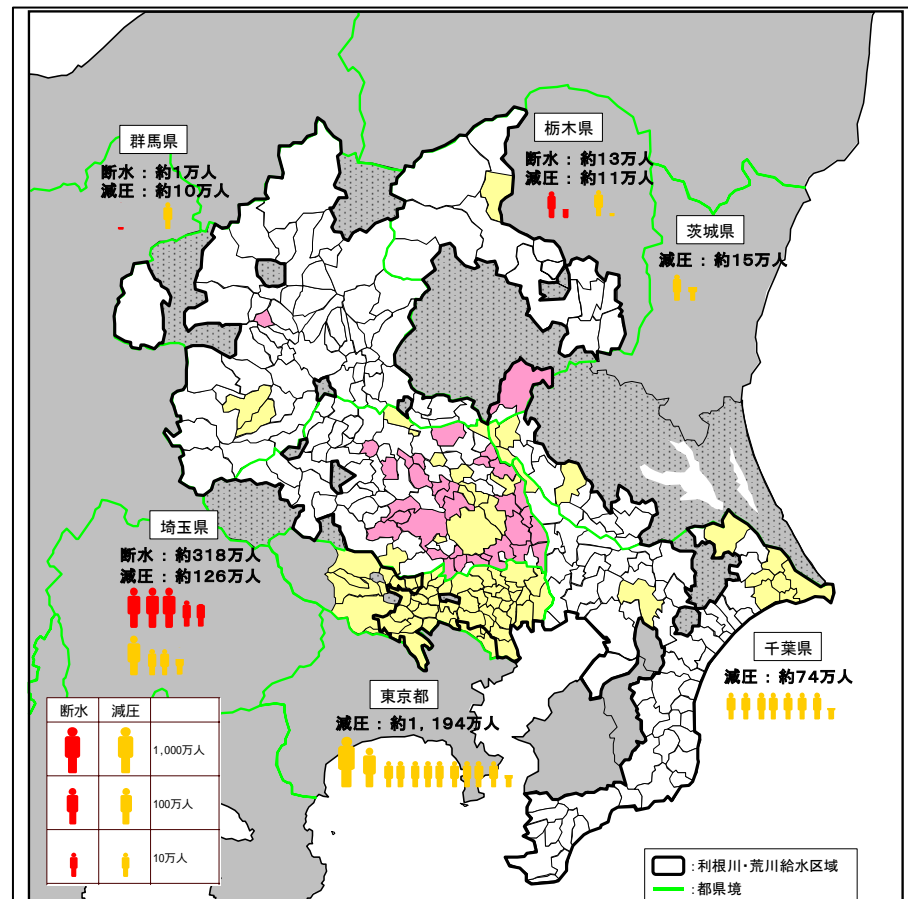 群馬県
断水：約1万人
減圧：約10万人
栃木県
断水：約13万人
減圧：約11万人
茨城県
減圧：約15万人
埼玉県
断水：約318万人
減圧：約126万人
千葉県
減圧：約74万人
東京都
減圧：約1,194万人
断水 減圧
1,000万人
100万人
10万人
：利根川・荒川給水区域
：都県境